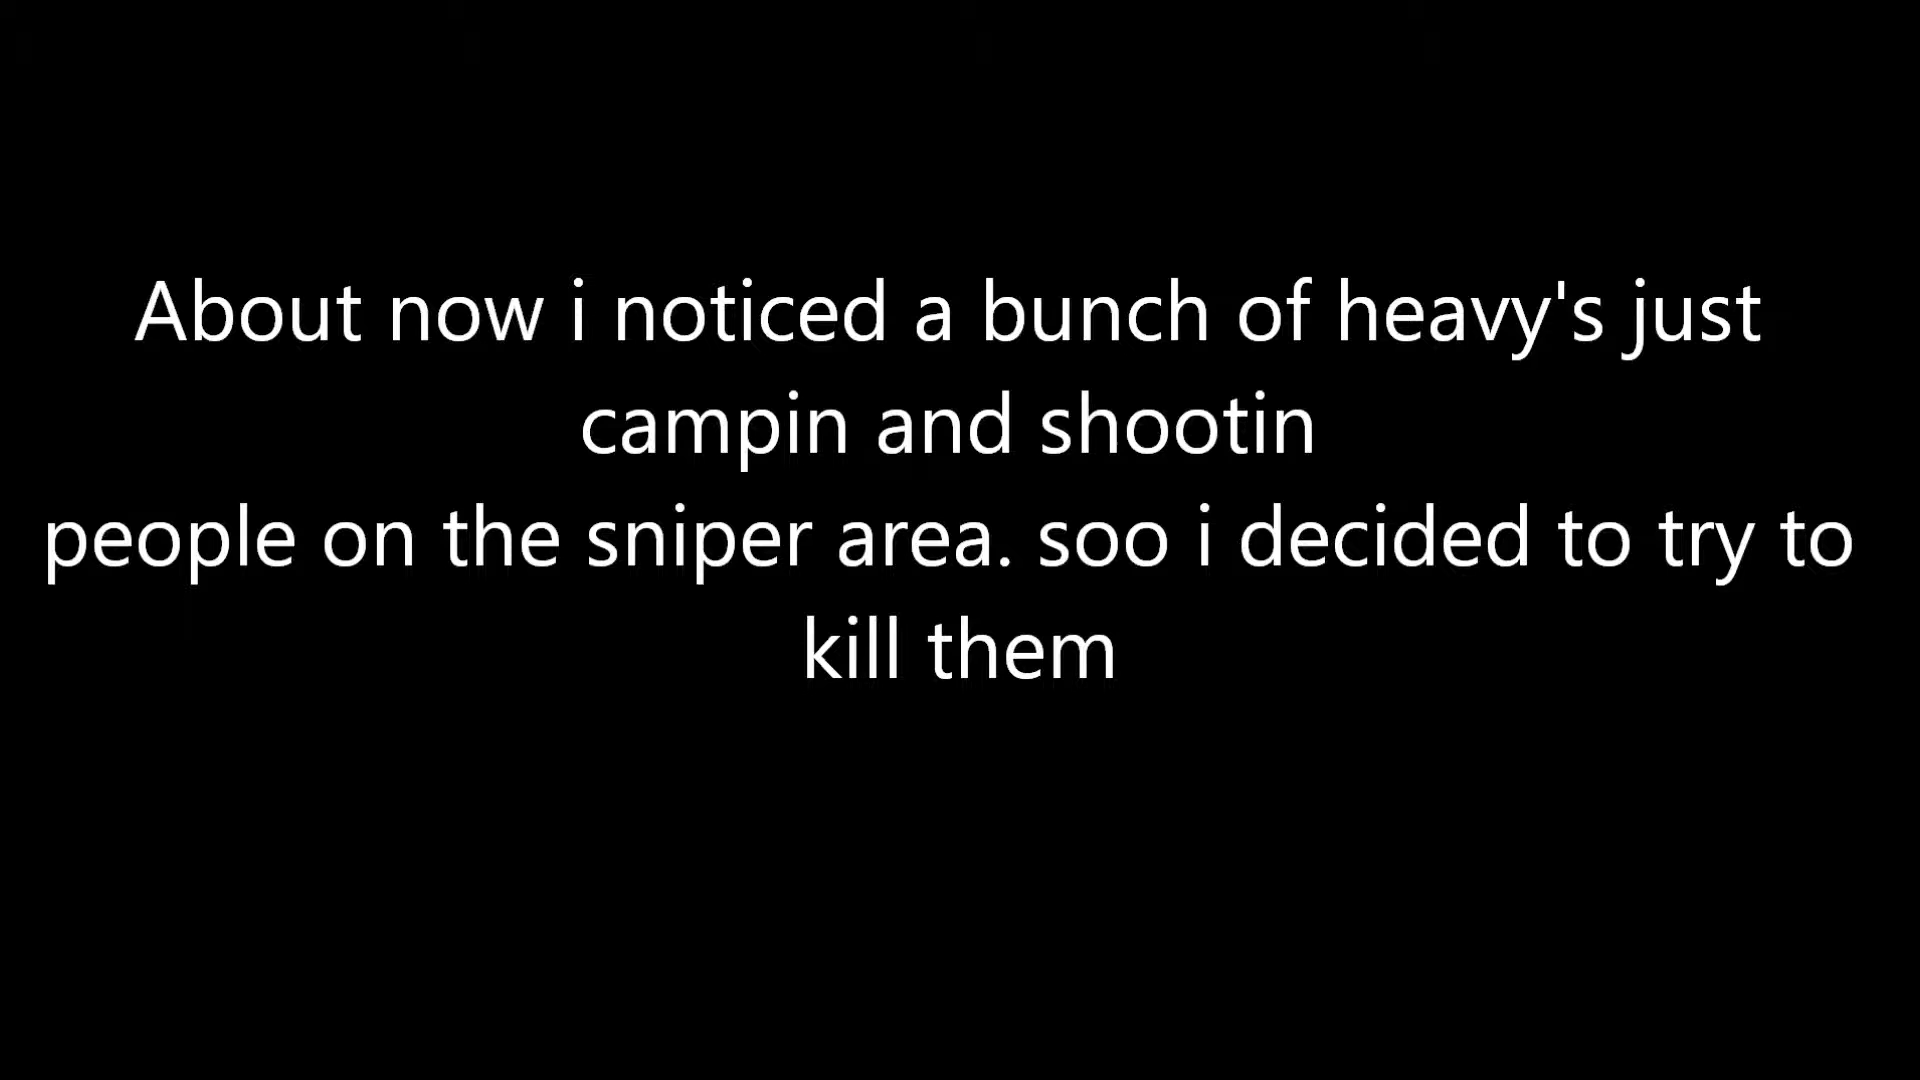 About now i noticed a bunch of heavy's just
campin and shootin
people on the sniper area. soo i decided to try to
kill them